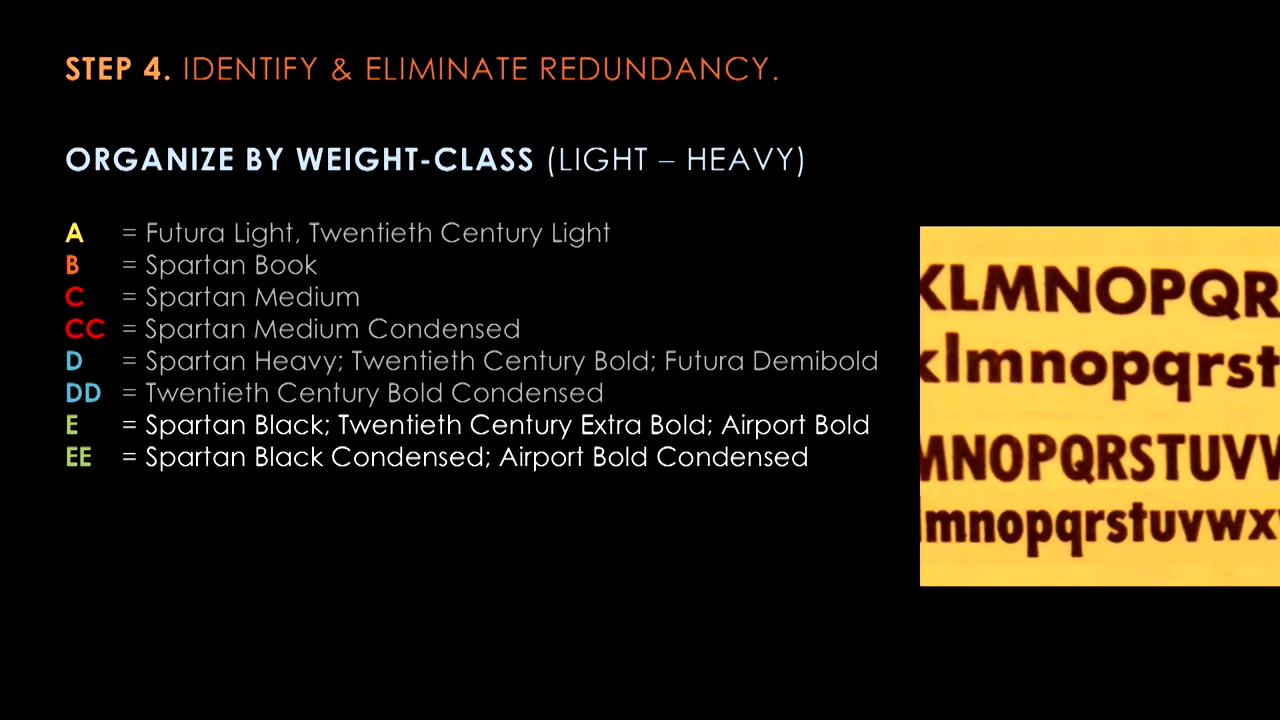 STEP 4. IDENTIFY & ELIMINATE REDUNDANCY.
ORGANIZE BY WEIGHT-CLASS (LIGHT – HEAVY)
A = Futura Light, Twentieth Century Light
B = Spartan Book
C = Spartan Medium
CC = Spartan Medium Condensed
D = Spartan Heavy; Twentieth Century Bold; Futura Demibold
DD = Twentieth Century Bold Condensed
E = Spartan Black; Twentieth Century Extra Bold; Airport Bold
EE = Spartan Black Condensed; Airport Bold Condensed
KLMNOPQR
klmnopqrst
MNOPQRSTUVW
lmnopqrstuvwx